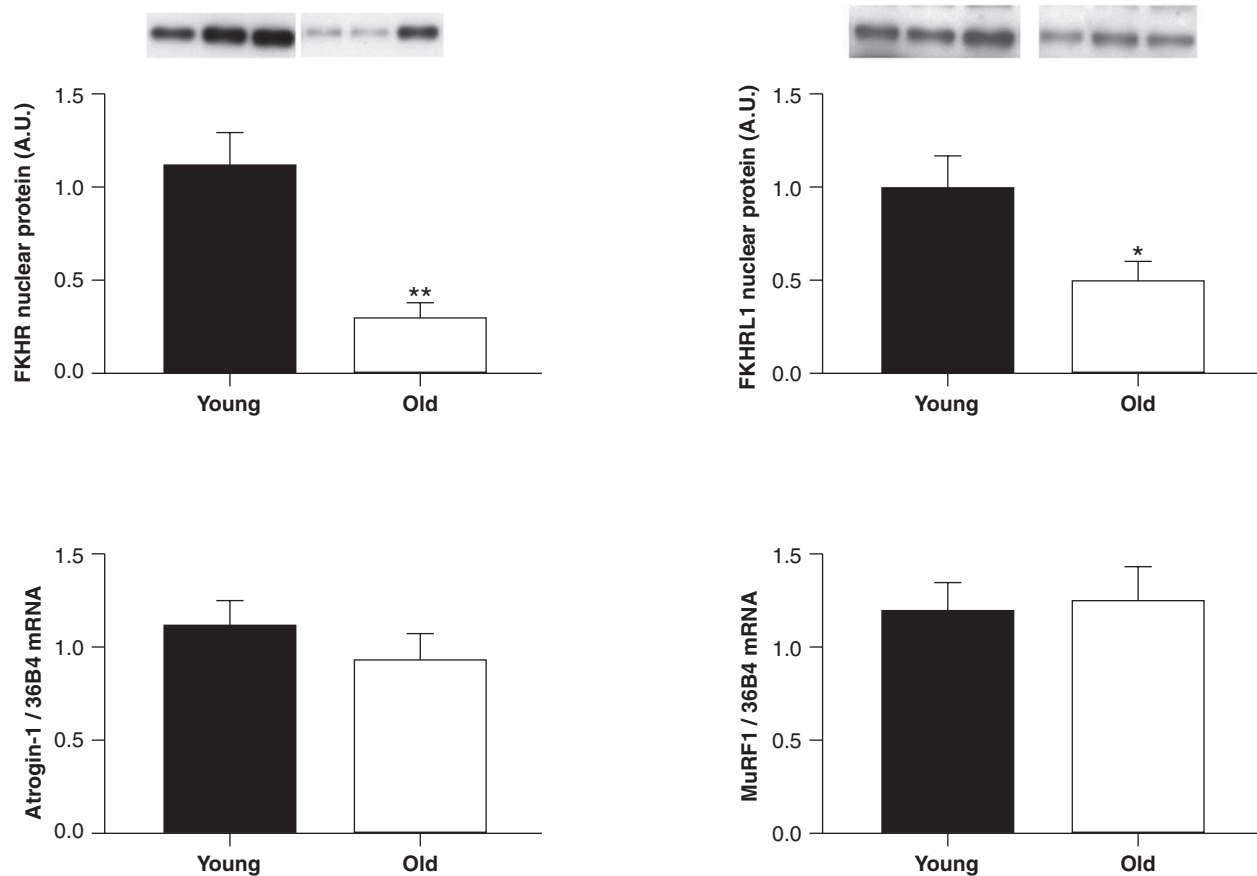 FKHR nuclear protein (A.U.)
1.5
1.0
0.5
0.0
**
Young
Old
FKHRL1 nuclear protein (A.U.)
1.5
1.0
0.5
0.0
*
Young
Old
Atrogin-1 / 36B4 mRNA
1.5
1.0
0.5
0.0
Young
Old
MuRF1 / 36B4 mRNA
1.5
1.0
0.5
0.0
Young
Old